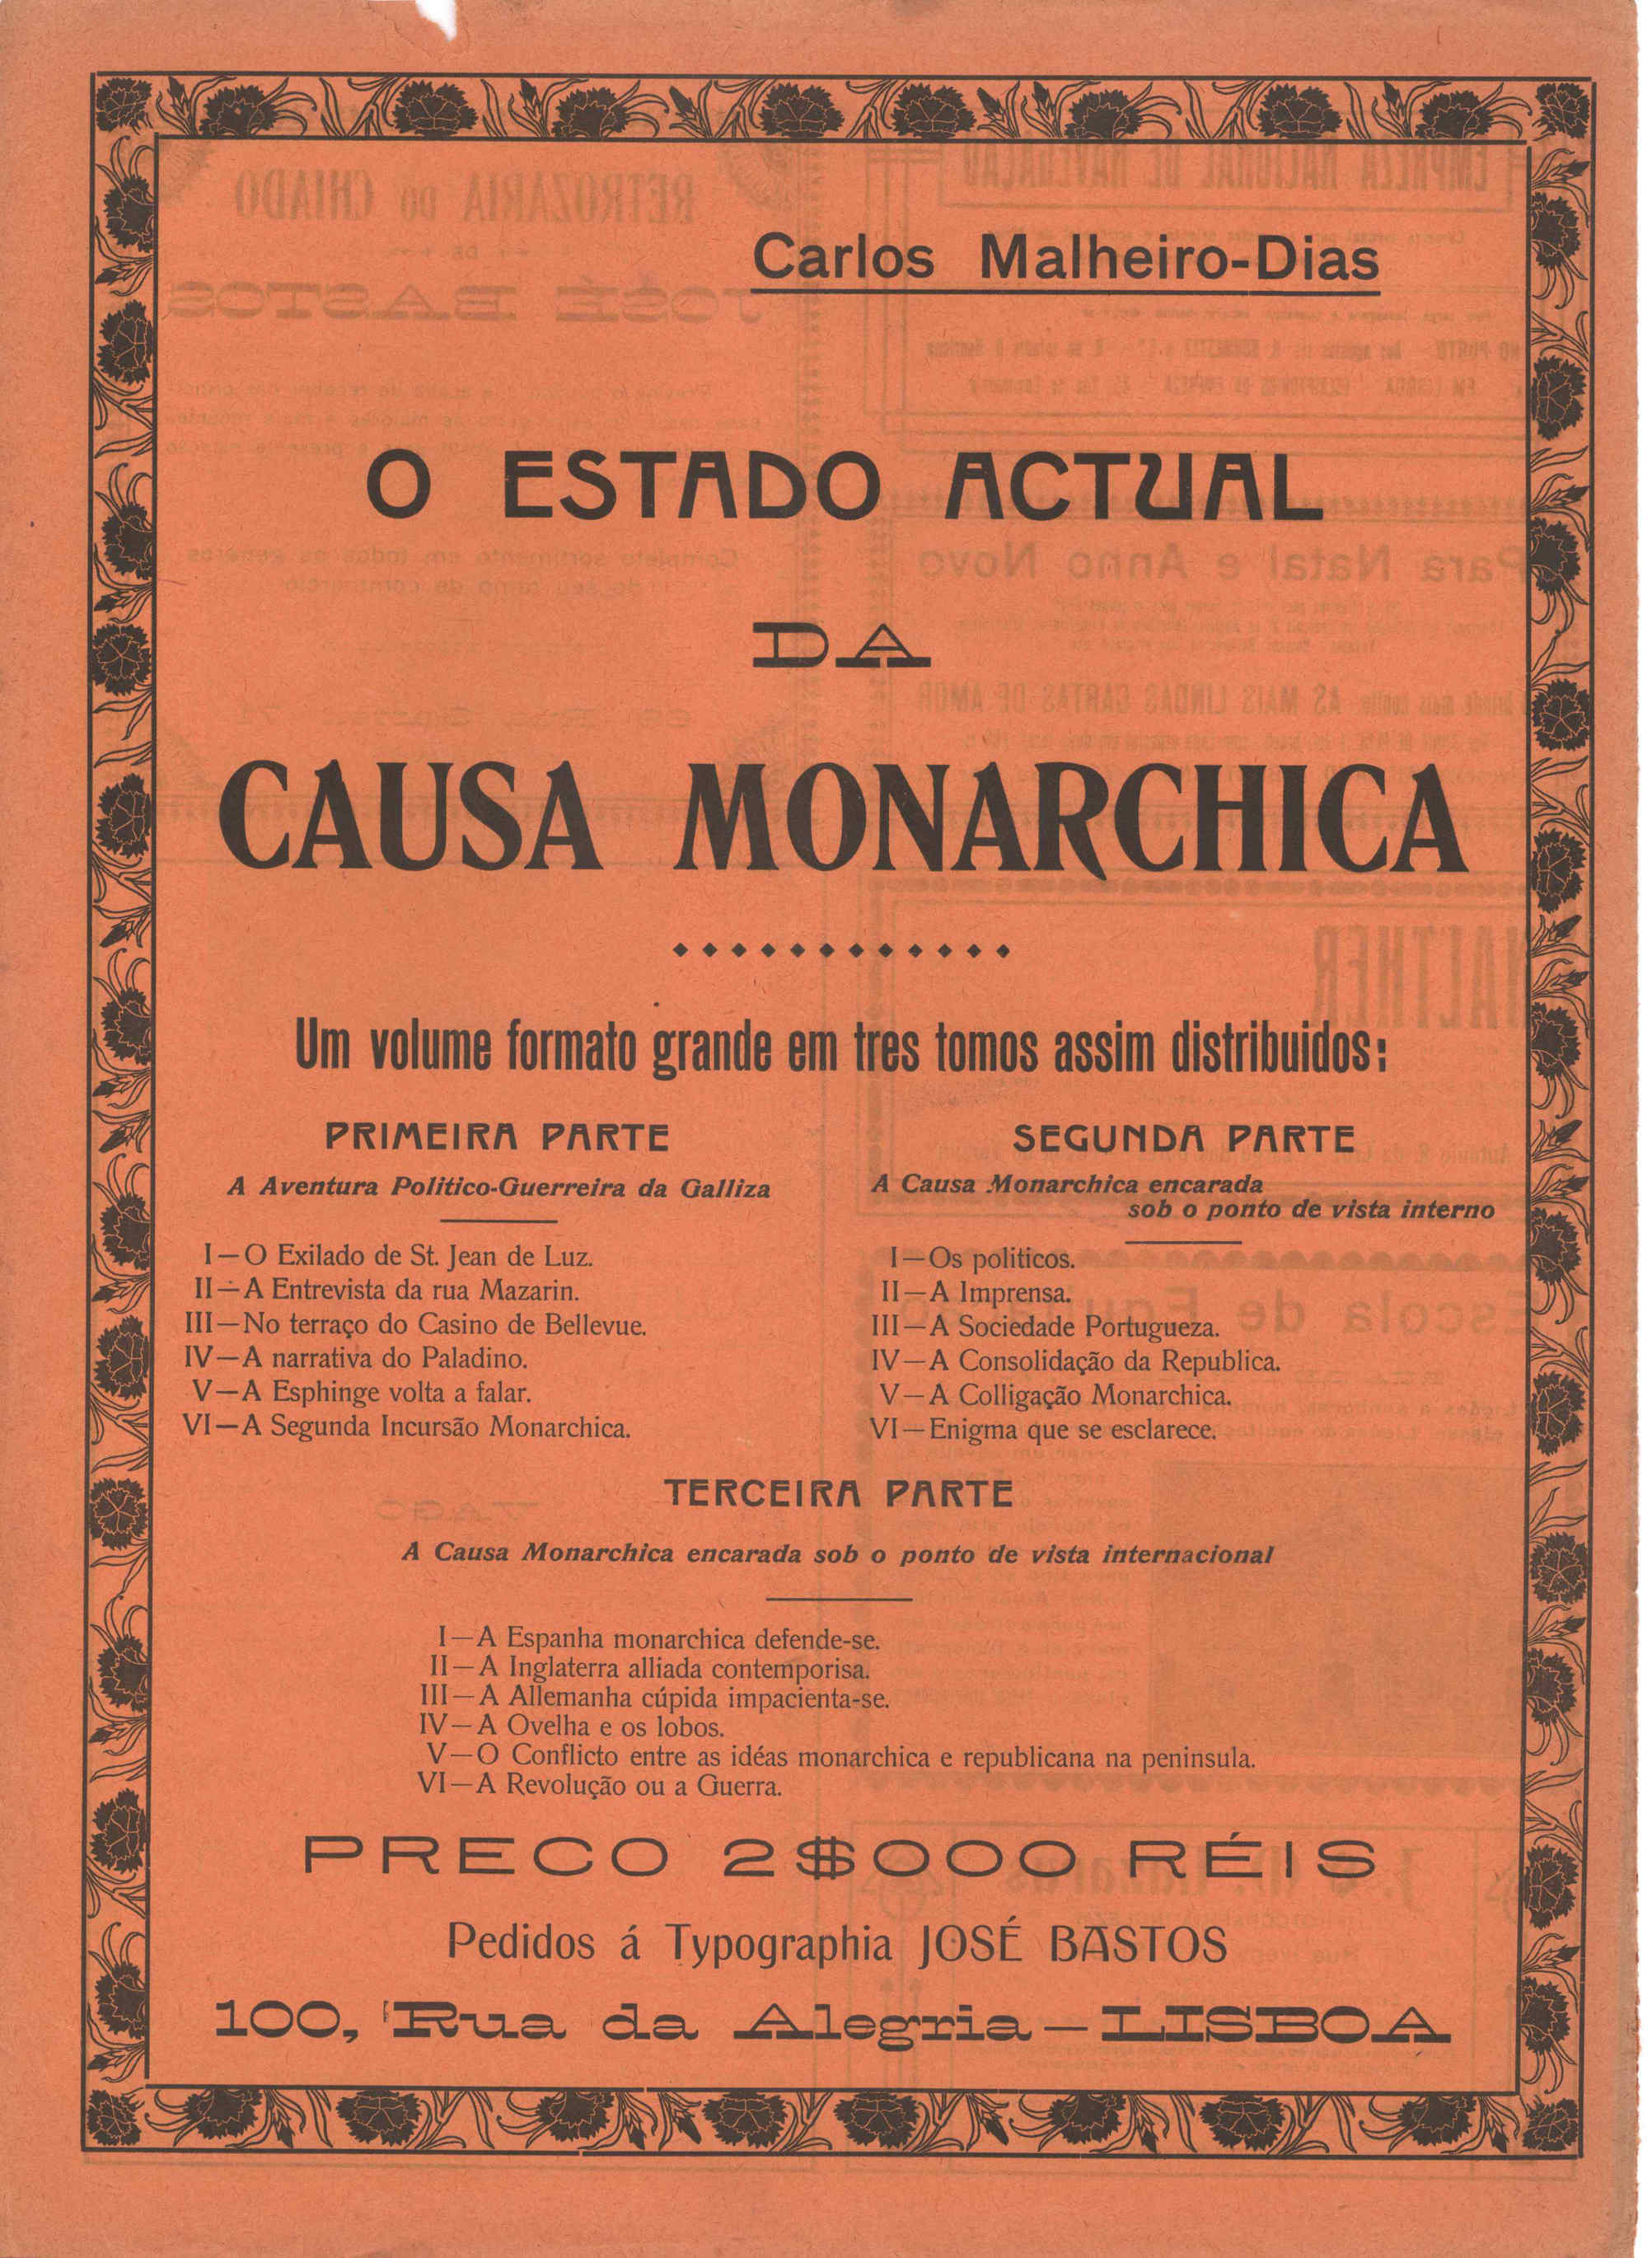 Carlos Malheiro-Dias
O ESTADO ACTUAL
DA
CAUSA MONARCHICA
Um volume formato grande em tres tomos assim distribuidos:
PRIMEIRA PARTE
A Aventura Politico-Guerreira da Galliza
I—O Exilado de St. Jean de Luz.
II—A Entrevista da rua Mazarin.
III—No terraço do Casino de Bellevue.
IV—A narrativa do Paladino.
V—A Esphinge volta a falar.
VI—A Segunda Incursão Monarchica.
SEGUNDA PARTE
A Causa Monarchica encarada
sob o ponto de vista interno
I—Os politicos.
II—A Imprensa.
III—A Sociedade Portugueza.
IV—A Consolidação da Republica.
V—A Colligação Monarchica.
VI—Enigma que se esclarece.
TERCEIRA PARTE
A Causa Monarchica encarada sob o ponto de vista internacional
I—A Espanha monarchica defende-se.
II—A Inglaterra alliada contemporisa.
III—A Allemanha cúpida impacienta-se.
IV—A Ovelha e os lobos.
V—O Conflicto entre as idéas monarchica e republicana na peninsula.
VI—A Revolução ou a Guerra.
PRECO 2$000 RÉIS
Pedidos á Typographia JOSÉ BASTOS
100, Rua da Alegria—LISBOA